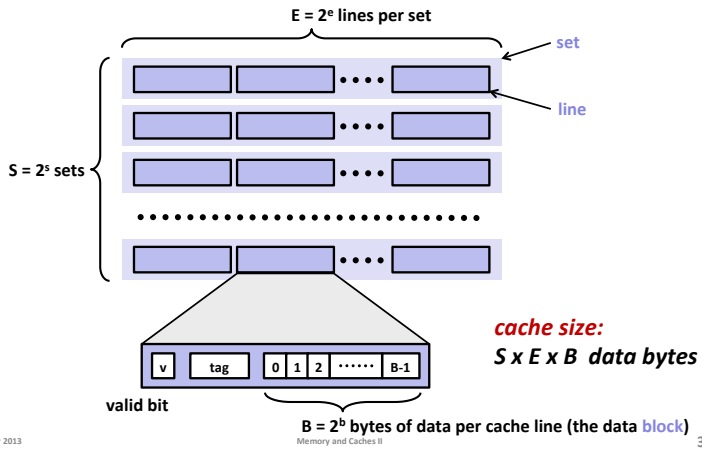 E = 2ᵉ lines per set
set
line
S = 2ˢ sets
cache size:
S x E x B data bytes
v
tag
0 1 2 •••••• B-1
valid bit
B = 2ᵇ bytes of data per cache line (the data block)
2013
Memory and Caches II
3